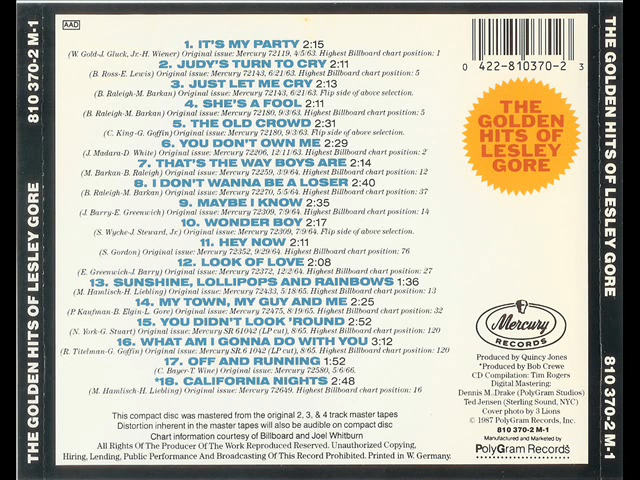 AAD
1. IT'S MY PARTY 2:15
(W. Gold-J. Gluck, Jr.-H. Wiener) Original issue: Mercury 72119, 4/5/63. Highest Billboard chart position: 1
2. JUDY'S TURN TO CRY 2:11
(B. Ross-E. Lewis) Original issue: Mercury 72143, 6/21/63. Highest Billboard chart position: 5
3. JUST LET ME CRY 2:13
(B. Raleigh-M. Barkan) Original issue: Mercury 72143, 6/21/63. Flip side of above selection.
4. SHE'S A FOOL 2:11
(B. Raleigh-M. Barkan) Original issue: Mercury 72180, 9/3/63. Highest Billboard chart position: 5
5. THE OLD CROWD 2:31
(C. King-G. Goffin) Original issue: Mercury 72180, 9/3/63. Flip side of above selection.
6. YOU DON'T OWN ME 2:29
(J. Madara-D. White) Original issue: Mercury 72206, 12/11/63. Highest Billboard chart position: 2
7. THAT'S THE WAY BOYS ARE 2:14
(M. Barkan-B. Raleigh) Original issue: Mercury 72259, 3/9/64. Highest Billboard chart position: 12
8. I DON'T WANNA BE A LOSER 2:40
(B. Raleigh-M. Barkan) Original issue: Mercury 72270, 5/5/64. Highest Billboard chart position: 37
9. MAYBE I KNOW 2:35
(J. Barry-E. Greenwich) Original issue: Mercury 72309, 7/9/64. Highest Billboard chart position: 14
10. WONDER BOY 2:17
(S. Wyche-J. Steward, Jr.) Original issue: Mercury 72309, 7/9/64. Flip side of above selection.
11. HEY NOW 2:11
(S. Gordon) Original issue: Mercury 72352, 9/29/64. Highest Billboard chart position: 76
12. LOOK OF LOVE 2:08
(E. Greenwich-J. Barry) Original issue: Mercury 72372, 12/2/64. Highest Billboard chart position: 27
13. SUNSHINE, LOLLIPOPS AND RAINBOWS 1:36
(M. Hamlisch-H. Liebling) Original issue: Mercury 72433, 5/18/65. Highest Billboard chart position: 13
14. MY TOWN, MY GUY AND ME 2:25
(P. Kaufman-B. Elgin-L. Gore) Original issue: Mercury 72475, 8/19/65. Highest Billboard chart position: 32
15. YOU DIDN'T LOOK 'ROUND 2:52
(N. York-G. Stuart) Original issue: Mercury SR 61042 (LP cut), 8/65. Highest Billboard chart position: 120
16. WHAT AM I GONNA DO WITH YOU 3:12
(R. Titelman-G. Goffin) Original issue: Mercury SR 61042 (LP cut), 8/65. Highest Billboard chart position: 120
17. OFF AND RUNNING 1:52
(C. Bayer-T. Wine) Original issue: Mercury 72580, 5/6/66.
*18. CALIFORNIA NIGHTS 2:48
(M. Hamlisch-H. Liebling) Original issue: Mercury 72649. Highest Billboard chart position: 16
This compact disc was mastered from the original 2, 3, & 4 track master tapes
Distortion inherent in the master tapes will also be audible on compact disc
Chart information courtesy of Billboard and Joel Whitburn
All Rights Of The Producer Of The Work Reproduced Reserved. Unauthorized Copying,
Hiring, Lending, Public Performance And Broadcasting Of This Record Prohibited. Printed in W. Germany.
0 422-810370-2 3
THE
GOLDEN
HITS OF
LESLEY
GORE
Mercury
RECORDS
Produced by Quincy Jones
*Produced by Bob Crewe
CD Compilation: Tim Rogers
Digital Mastering:
Dennis M. Drake (PolyGram Studios)
Ted Jensen (Sterling Sound, NYC)
Cover photo by 3 Lions
© 1987 PolyGram Records, Inc.
810 370-2 M-1
Manufactured and Marketed by
PolyGram Records
THE GOLDEN HITS OF LESLEY GORE 810 370-2 M-1
THE GOLDEN HITS OF LESLEY GORE 810 370-2 M-1